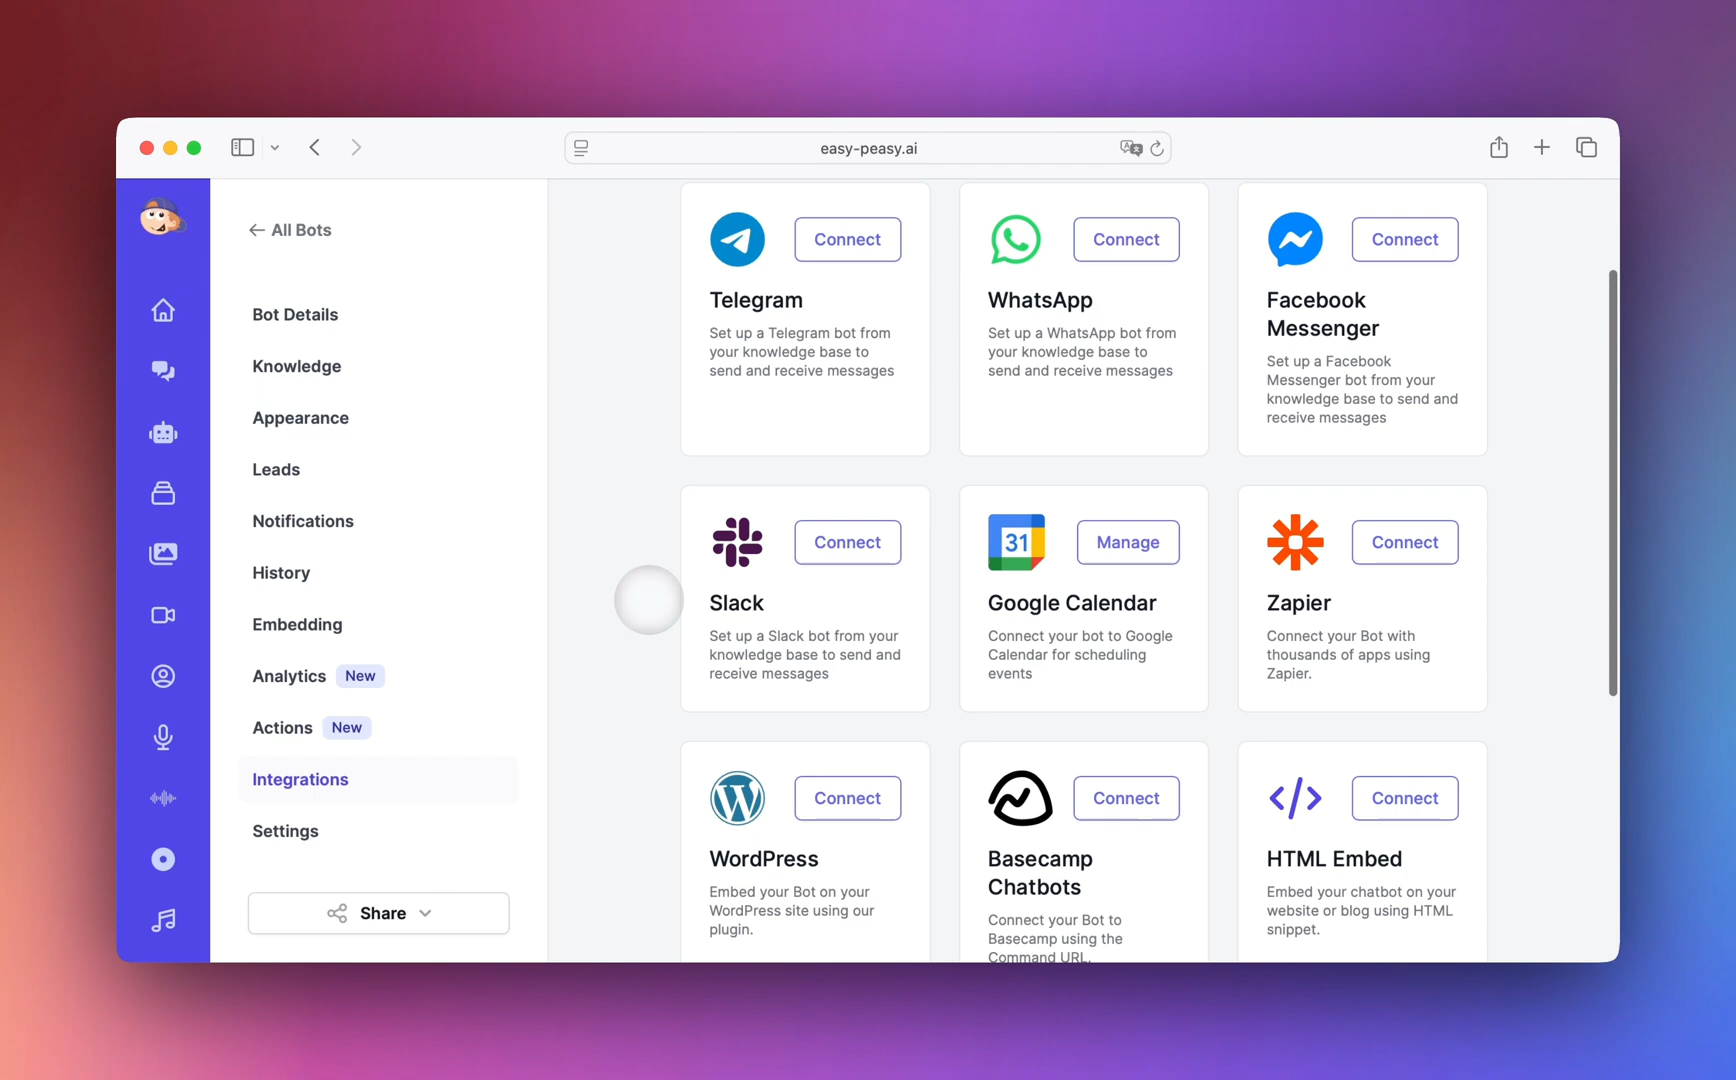 easy-peasy.ai
All Bots
Bot Details
Knowledge
Appearance
Leads
Notifications
History
Embedding
Analytics New
Actions New
Integrations
Settings
Share
Connect
Telegram
Set up a Telegram bot from
your knowledge base to
send and receive messages
Connect
WhatsApp
Set up a WhatsApp bot from
your knowledge base to
send and receive messages
Connect
Facebook
Messenger
Set up a Facebook
Messenger bot from your
knowledge base to send and
receive messages
Connect
Slack
Set up a Slack bot from your
knowledge base to send and
receive messages
31
Manage
Google Calendar
Connect your bot to Google
Calendar for scheduling
events
Connect
Zapier
Connect your Bot with
thousands of apps using
Zapier.
Connect
WordPress
Embed your Bot on your
WordPress site using our
plugin.
Connect
Basecamp
Chatbots
Connect your Bot to
Basecamp using the
Command URL.
</> Connect
HTML Embed
Embed your chatbot on your
website or blog using HTML
snippet.